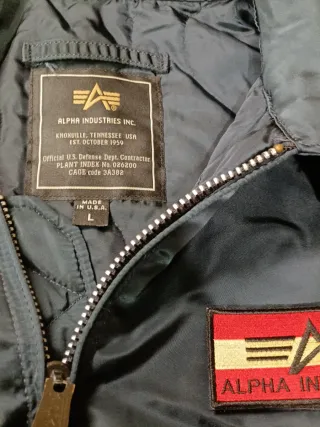 ALPHA INDUSTRIES INC.
KNOXVILLE, TENNESSEE USA
EST. OCTOBER 1959
Official U.S. Defense Dept. Contractor
PLANT INDEX No. 026200
CAGE code 3A382
MADE
IN U.S.A.
L
ALPHA IN